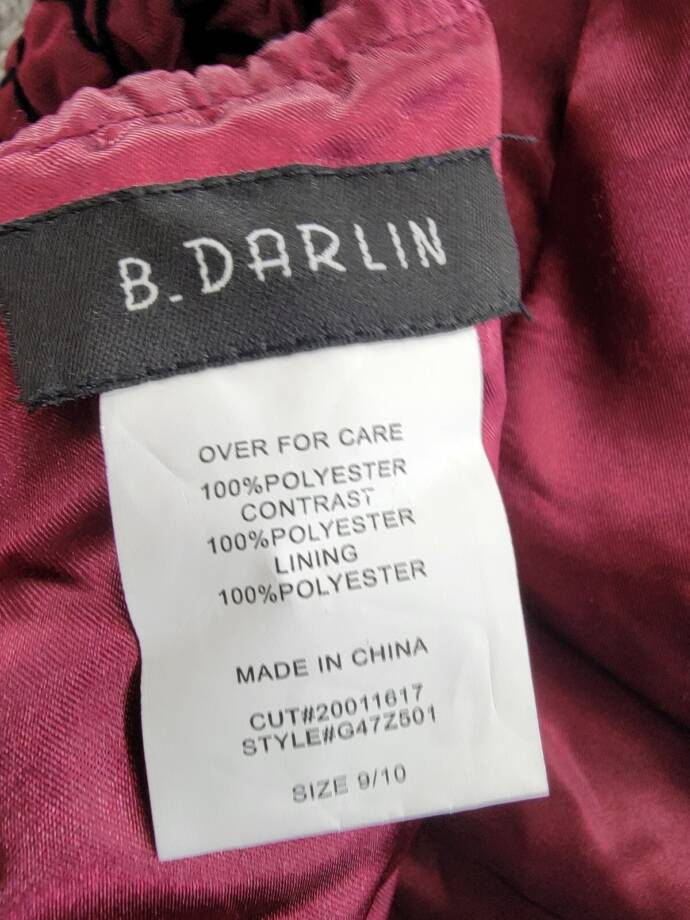 B. DARLIN
OVER FOR CARE
100%POLYESTER
CONTRAST
100%POLYESTER
LINING
100%POLYESTER
MADE IN CHINA
CUT#20011617
STYLE#G47Z501
SIZE 9/10